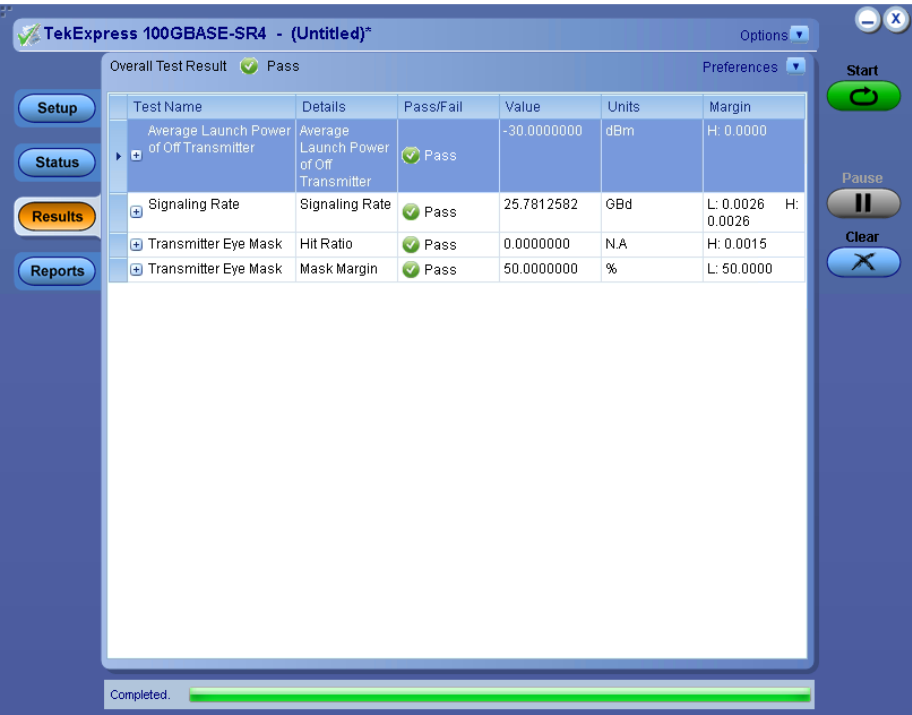 TekExpress 100GBASE-SR4 - (Untitled)*
Options
Overall Test Result Pass
Preferences
Start
Setup
Status
Results
Reports
Test Name Details Pass/Fail Value Units Margin
Average Launch Power of Off Transmitter Average Launch Power of Off Transmitter Pass -30.0000000 dBm H: 0.0000
Signaling Rate Signaling Rate Pass 25.7812582 GBd L: 0.0026 H: 0.0026
Transmitter Eye Mask Hit Ratio Pass 0.0000000 N.A H: 0.0015
Transmitter Eye Mask Mask Margin Pass 50.0000000 % L: 50.0000
Pause
Clear
Completed.